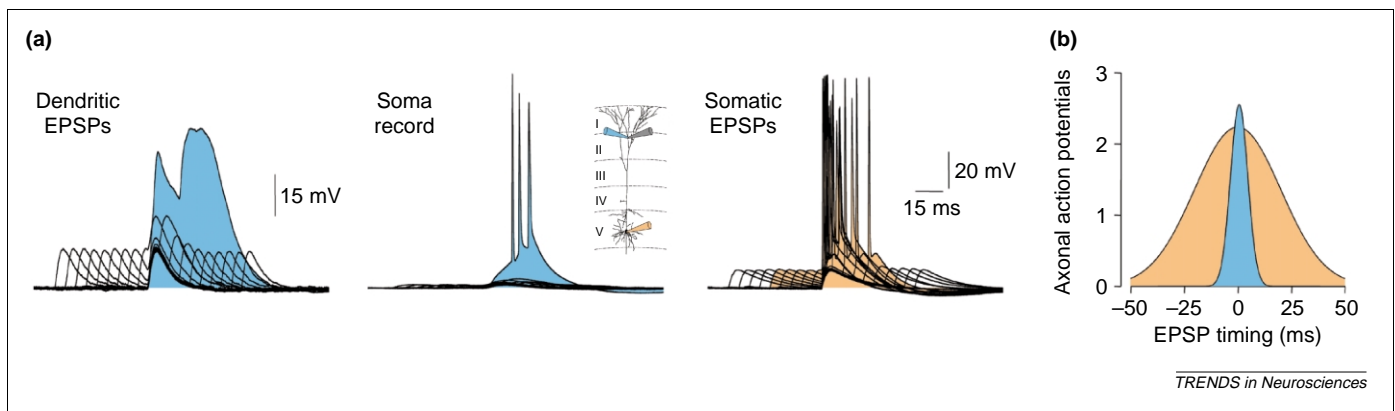 (a)
Dendritic
EPSPs
15 mV
Soma
record
I
II
III
IV
V
Somatic
EPSPs
20 mV
15 ms
(b)
Axonal action potentials
3
2
1
0
–50
–25
0
25
50
EPSP timing (ms)
TRENDS in Neurosciences